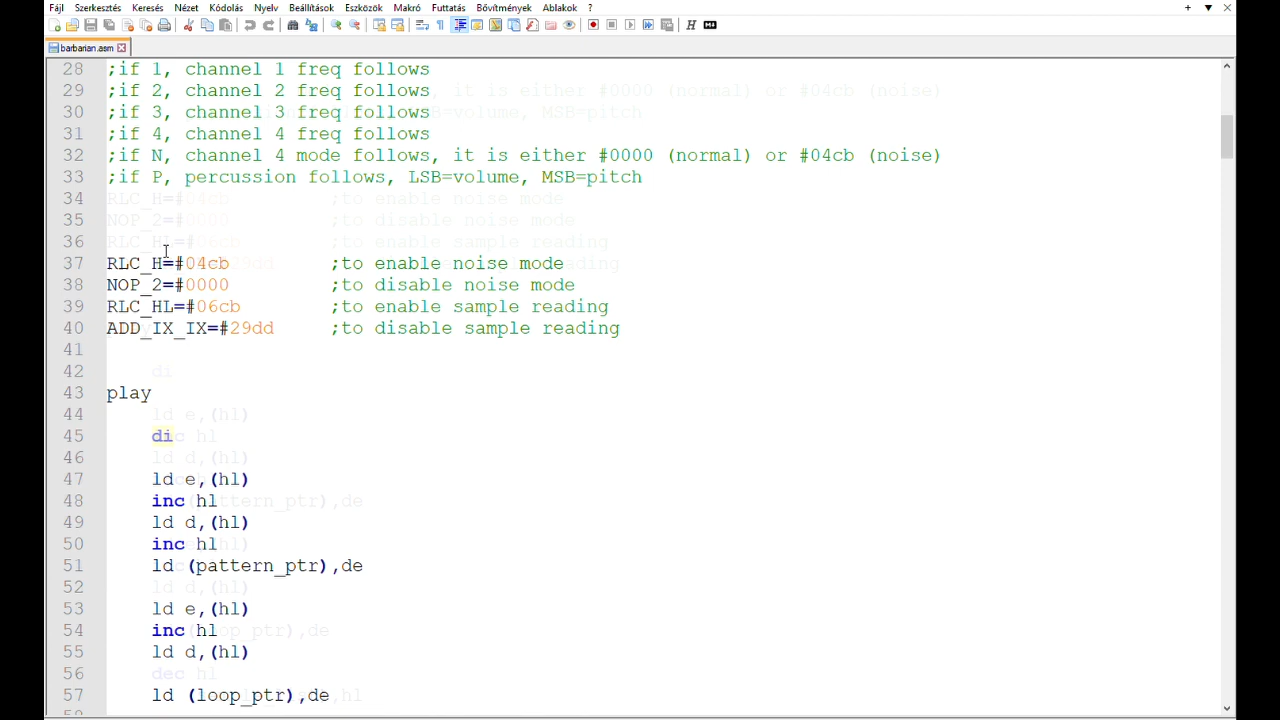 Fájl Szerkesztés Keresés Nézet Kódolás Nyelv Beállítások Eszközök Makró Futtatás Bővítmények Ablakok ?
barbarian.asm
28 ;if 1, channel 1 freq follows
29 ;if 2, channel 2 freq follows
30 ;if 3, channel 3 freq follows
31 ;if 4, channel 4 freq follows
32 ;if N, channel 4 mode follows, it is either #0000 (normal) or #04cb (noise)
33 ;if P, percussion follows, LSB=volume, MSB=pitch
34
35
36
37 RLC_H=#04cb ;to enable noise mode
38 NOP_2=#0000 ;to disable noise mode
39 RLC_HL=#06cb ;to enable sample reading
40 ADD_IX_IX=#29dd ;to disable sample reading
41
42
43 play
44
45 di
46
47 ld e,(hl)
48 inc hl
49 ld d,(hl)
50 inc hl
51 ld (pattern_ptr),de
52
53 ld e,(hl)
54 inc hl
55 ld d,(hl)
56
57 ld (loop_ptr),de